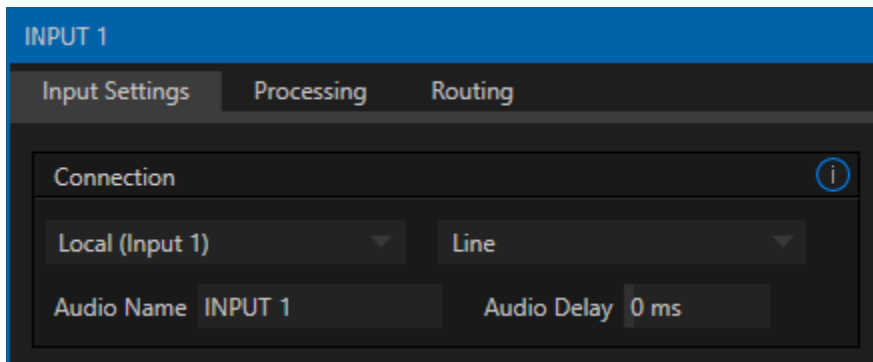 INPUT 1
Input Settings Processing Routing
Connection
Local (Input 1) Line
Audio Name INPUT 1 Audio Delay 0 ms